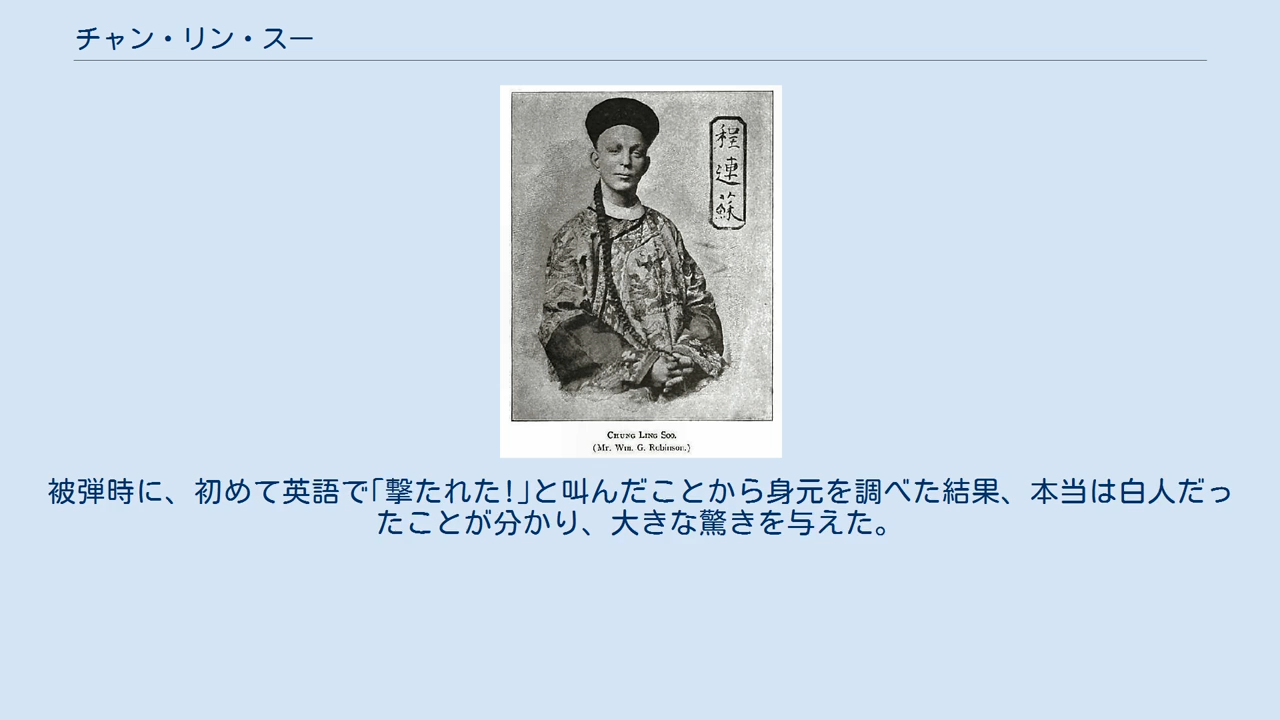 チャン・リン・スー
程連蘇
CHUNG LING SOO.
(Mr. Wm. G. Robinson.)
被弾時に、初めて英語で「撃たれた!」と叫んだことから身元を調べた結果、本当は白人だっ
たことが分かり、大きな驚きを与えた。